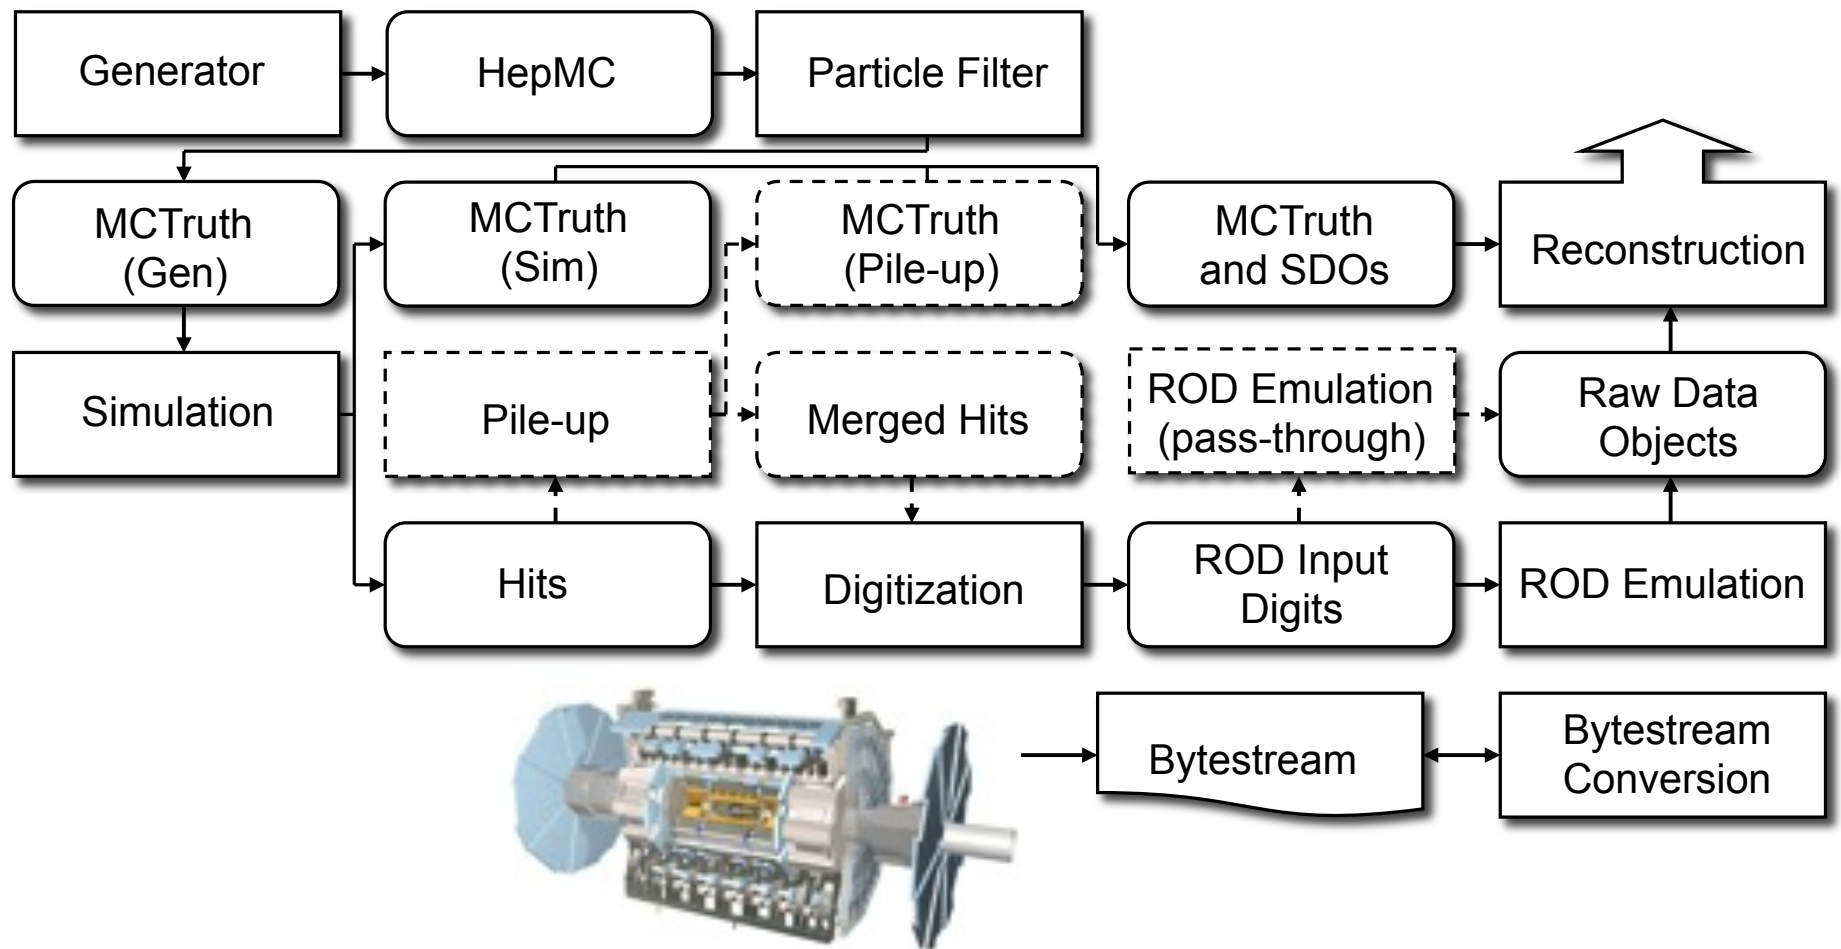 Generator
HepMC
Particle Filter
MCTruth
(Gen)
MCTruth
(Sim)
MCTruth
(Pile-up)
MCTruth
and SDOs
Reconstruction
Simulation
Pile-up
Merged Hits
ROD Emulation
(pass-through)
Raw Data
Objects
Hits
Digitization
ROD Input
Digits
ROD Emulation
Bytestream
Bytestream
Conversion